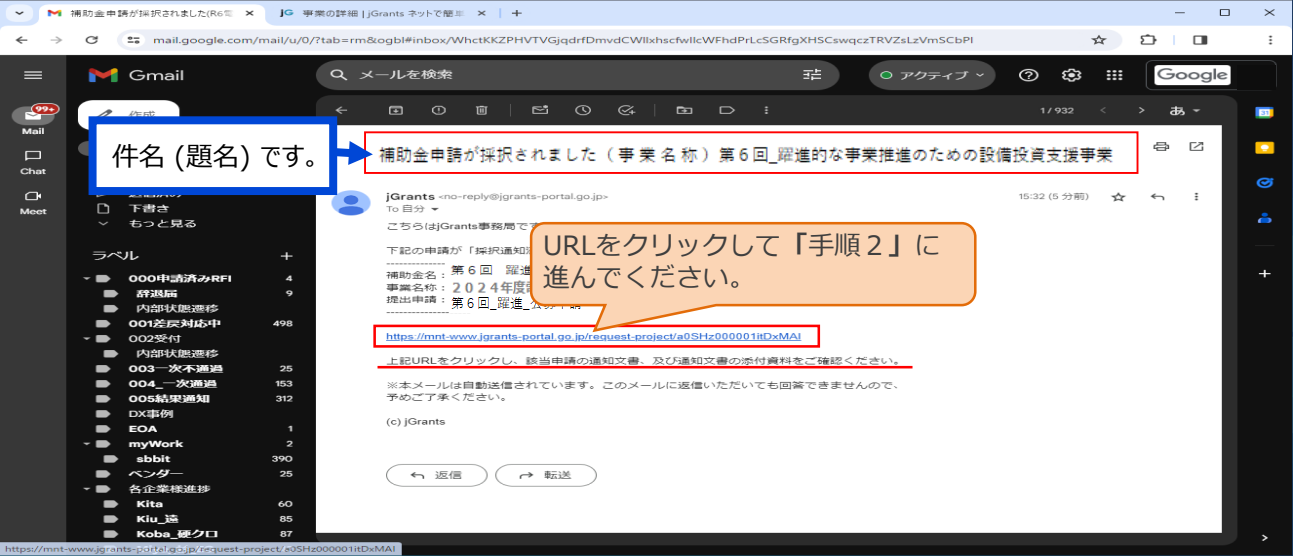 補助金申請が採択されました(R6電
事業の詳細 | jGrants ネットで簡単
mail.google.com/mail/u/0/?tab=rm&ogbl#inbox/WhctKKZPHVTVGjqdrfDmvdCWllxhscfwllcWFhdPrLcSGRfgXHSCswqczTRVZsLzVmSCbPl
Gmail
メールを検索
アクティブ
Google
99+
Mail
Chat
Meet
作成
1 / 932
あ
31
件名 (題名) です。
補助金申請が採択されました（事業名称）第６回_躍進的な事業推進のための設備投資支援事業
下書き
もっと見る
ラベル
000申請済みRFI 4
辞退届 9
内部状態遷移
001差戻対応中 498
002受付
内部状態遷移
003一次不通過 25
004_一次通過 153
005結果通知 312
DX事例
EOA 1
myWork 2
sbbit 390
ベンダー 25
各企業様進捗
Kita 60
Kiu_遠 85
Koba_硬クロ 87
jGrants <no-reply@jgrants-portal.go.jp>
15:32 (5 分前)
To 自分
こちらはjGrants事務局です
下記の申請が「採択通知
--------------
補助金名：第６回 躍進
事業名称：２０２４年度
提出申請：第６回_躍進_公募申請
--------------
URLをクリックして「手順２」に
進んでください。
https://mnt-www.jgrants-portal.go.jp/request-project/a0SHz000001itDxMAI
上記URLをクリックし、該当申請の通知文書、及び通知文書の添付資料をご確認ください。
※本メールは自動送信されています。このメールに返信いただいても回答できませんので、
予めご了承ください。
(c) jGrants
返信
転送
https://mnt-www.jgrants-portal.go.jp/request-project/a0SHz000001itDxMAI